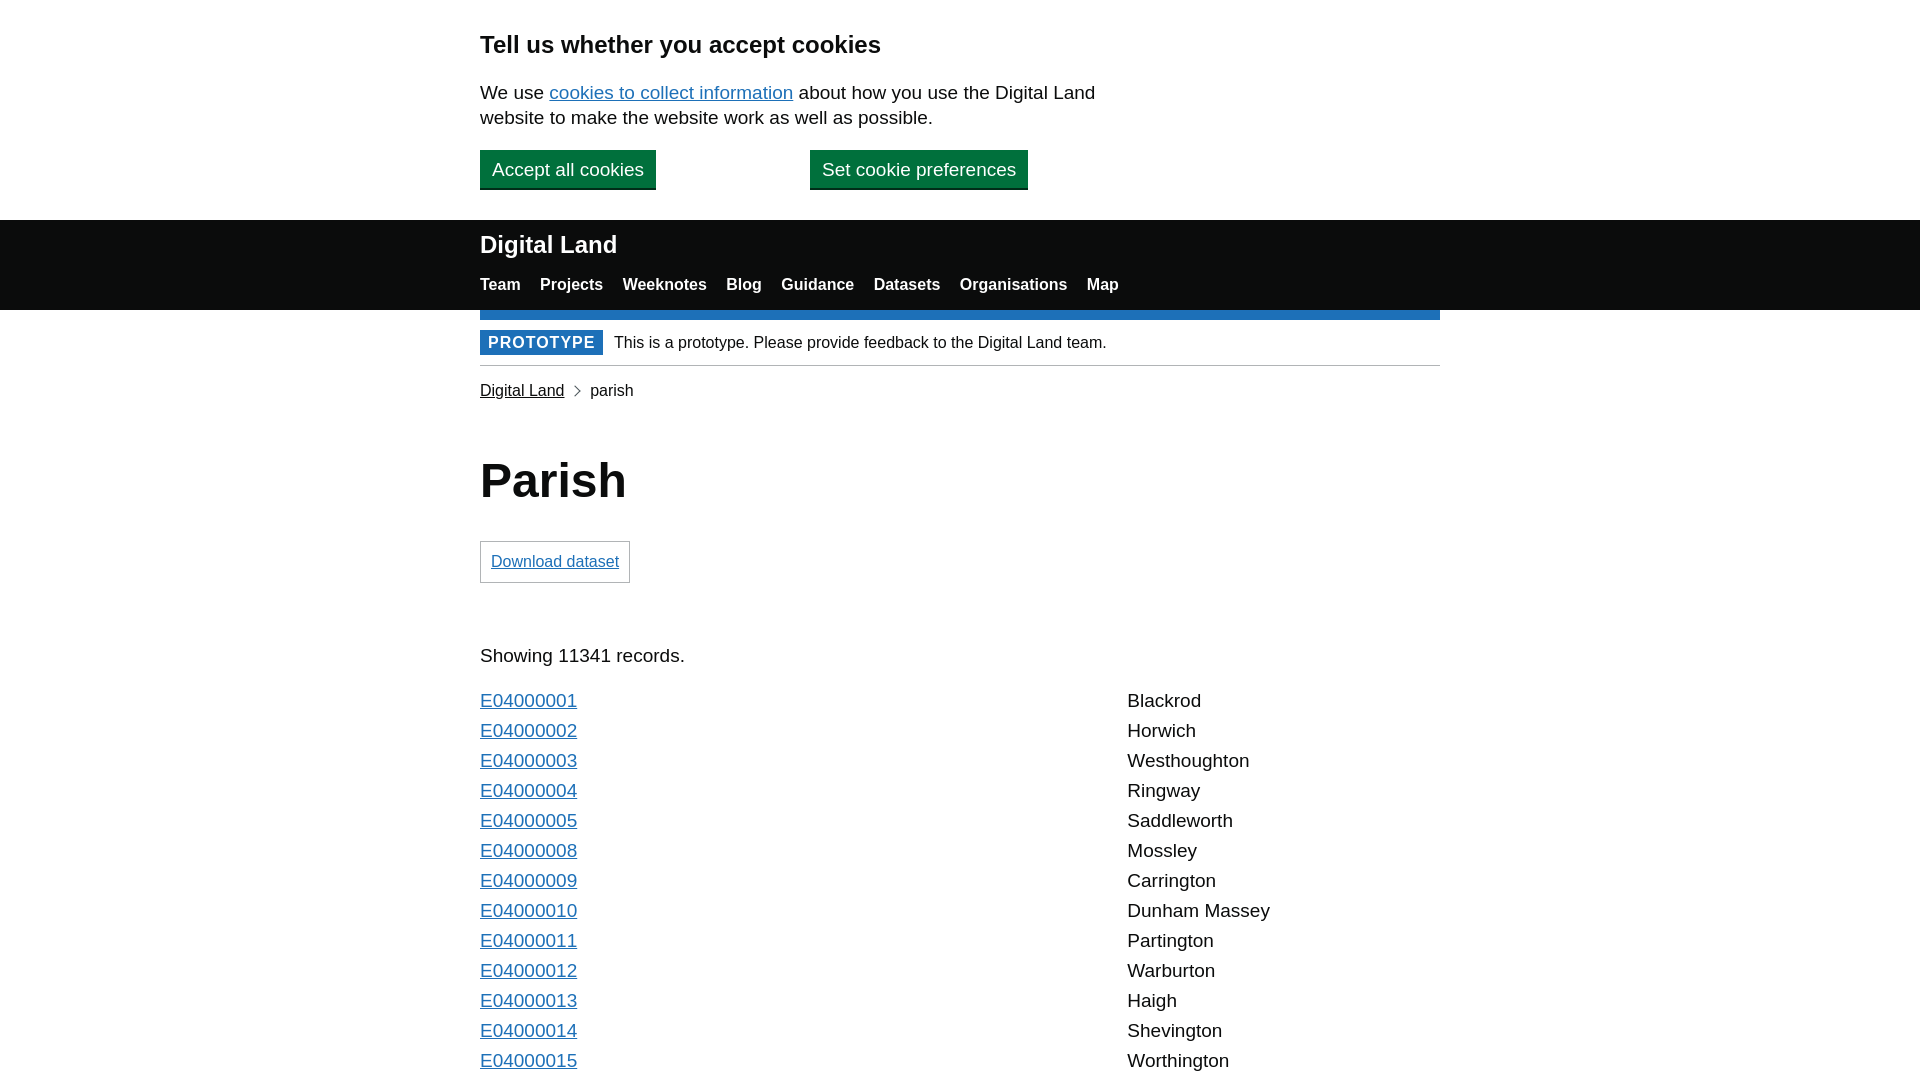 Tell us whether you accept cookies
We use cookies to collect information about how you use the Digital Land
website to make the website work as well as possible.
Accept all cookies Set cookie preferences
Digital Land
Team Projects Weeknotes Blog Guidance Datasets Organisations Map
PROTOTYPE This is a prototype. Please provide feedback to the Digital Land team.
Digital Land parish
Parish
Download dataset
Showing 11341 records.
E04000001 Blackrod
E04000002 Horwich
E04000003 Westhoughton
E04000004 Ringway
E04000005 Saddleworth
E04000008 Mossley
E04000009 Carrington
E04000010 Dunham Massey
E04000011 Partington
E04000012 Warburton
E04000013 Haigh
E04000014 Shevington
E04000015 Worthington